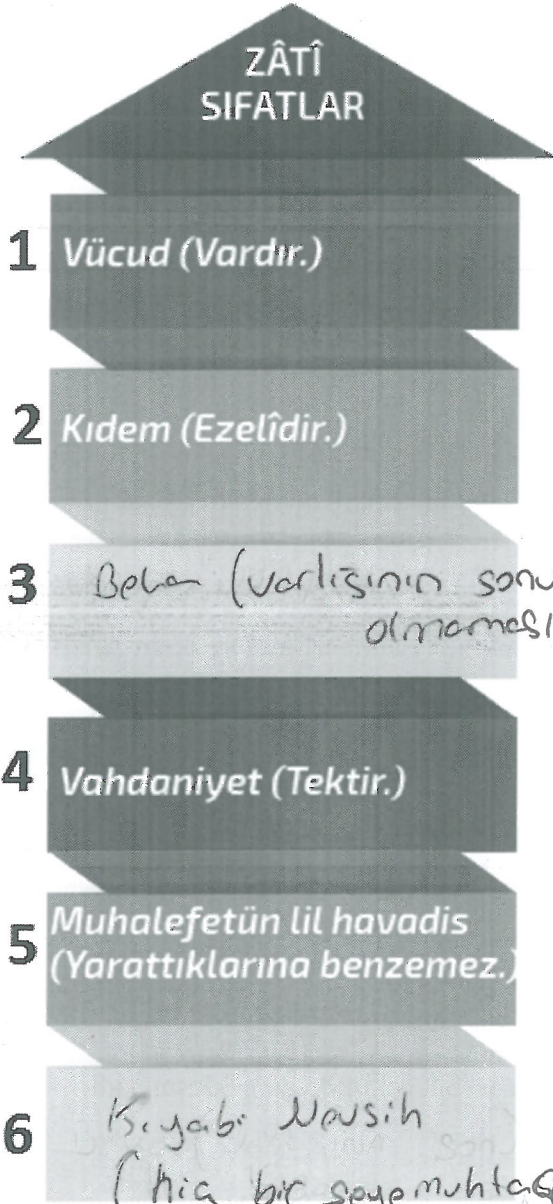 ZÂTÎ
SIFATLAR
1 Vücud (Vardır.)
2 Kıdem (Ezelîdir.)
3 Beka (varlığının sonu
olmaması
4 Vahdaniyet (Tektir.)
5 Muhalefetün lil havadis
(Yarattıklarına benzemez.)
6 Kıyabi Nevsih
(hiç bir şeye muhtaç